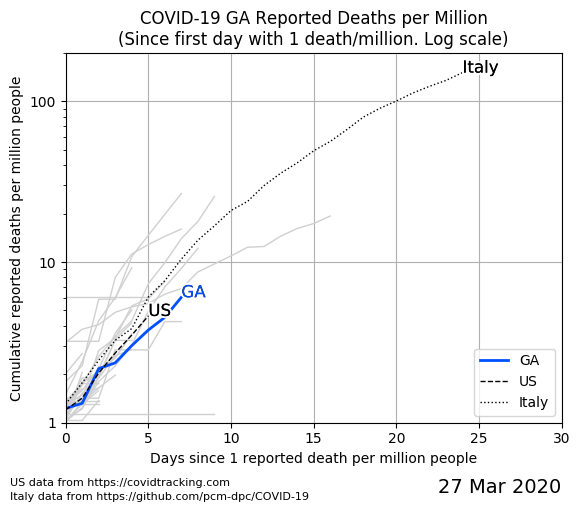 COVID-19 GA Reported Deaths per Million
(Since first day with 1 death/million. Log scale)
Cumulative reported deaths per million people
100
10
1
Italy
GA
US
GA
US
Italy
0 5 10 15 20 25 30
Days since 1 reported death per million people
US data from https://covidtracking.com
Italy data from https://github.com/pcm-dpc/COVID-19
27 Mar 2020